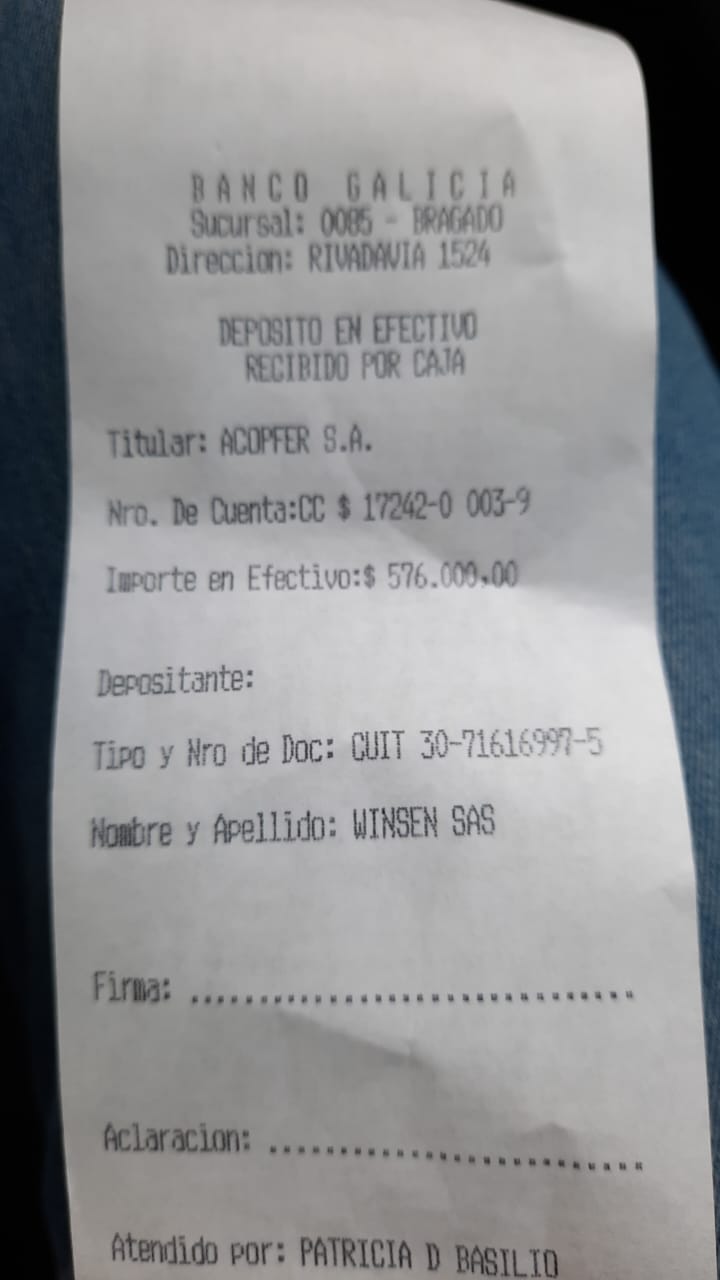 BANCO GALICIA
Sucursal: 0085 - BRAGADO
Direccion: RIVADAVIA 1524
DEPOSITO EN EFECTIVO
RECIBIDO POR CAJA
Titular: ACOPFER S.A.
Nro. De Cuenta:CC $ 17242-0 003-9
Importe en Efectivo:$ 576.000,00
Depositante:
Tipo y Nro de Doc: CUIT 30-71616997-5
Nombre y Apellido: WINSEN SAS
Firma: ................................
Aclaracion: ...........................
Atendido por: PATRICIA D BASILIO